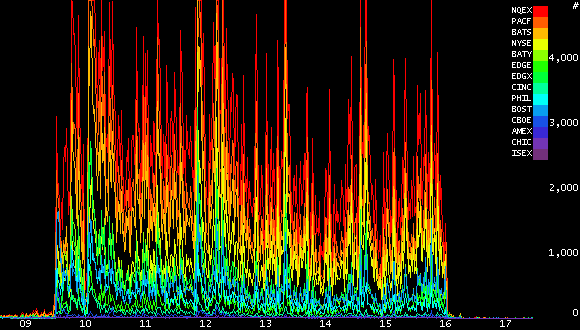 #
NQEX
PACF
BATS
NYSE
BATY
EDGE
EDGX
CINC
PHIL
BOST
CBOE
AMEX
CHIC
ISEX
4,000
3,000
2,000
1,000
0
09 10 11 12 13 14 15 16 17